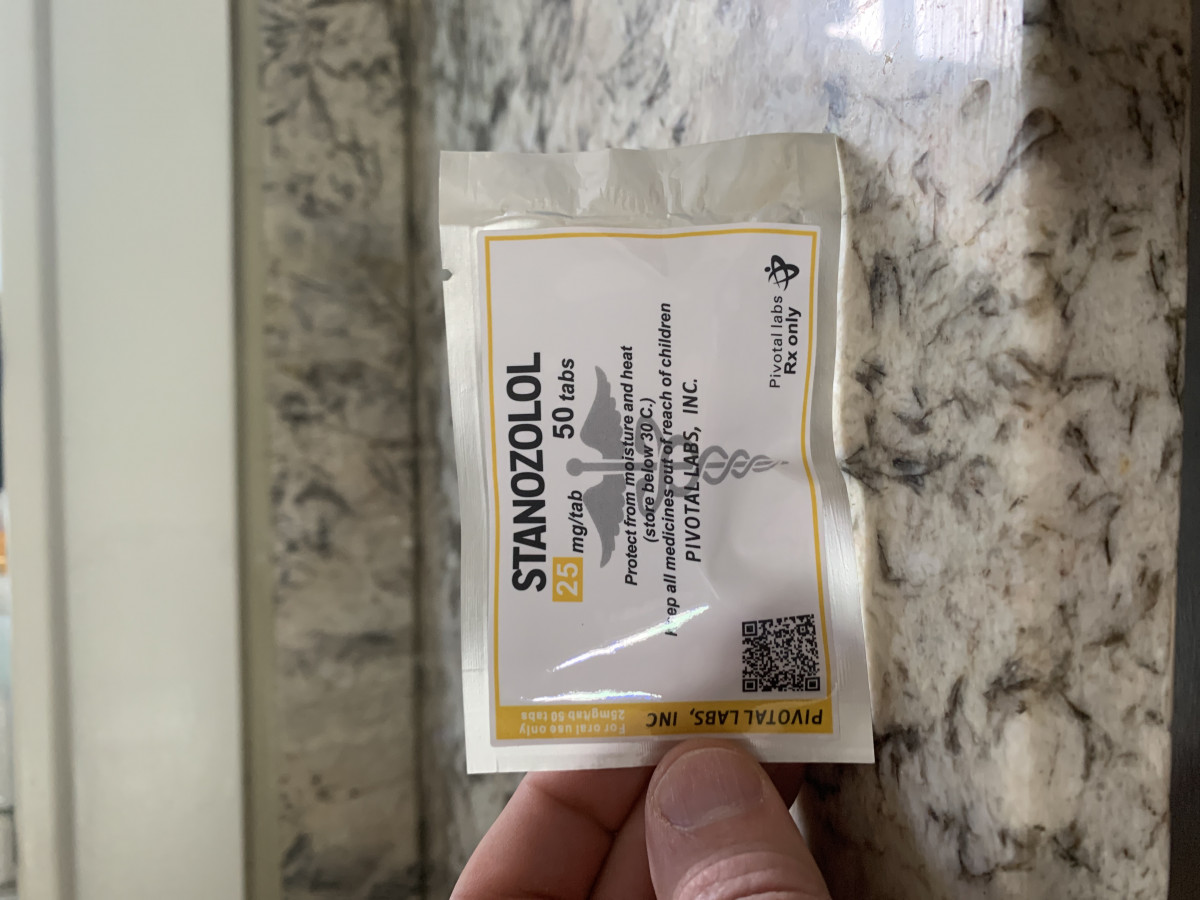 STANOZOLOL
25 mg/tab 50 tabs
Protect from moisture and heat
(store below 30 C.)
Keep all medicines out of reach of children
PIVOTAL LABS, INC.
Pivotal labs
Rx only
PIVOTAL LABS, INC
For oral use only
25mg/tab 50 tabs